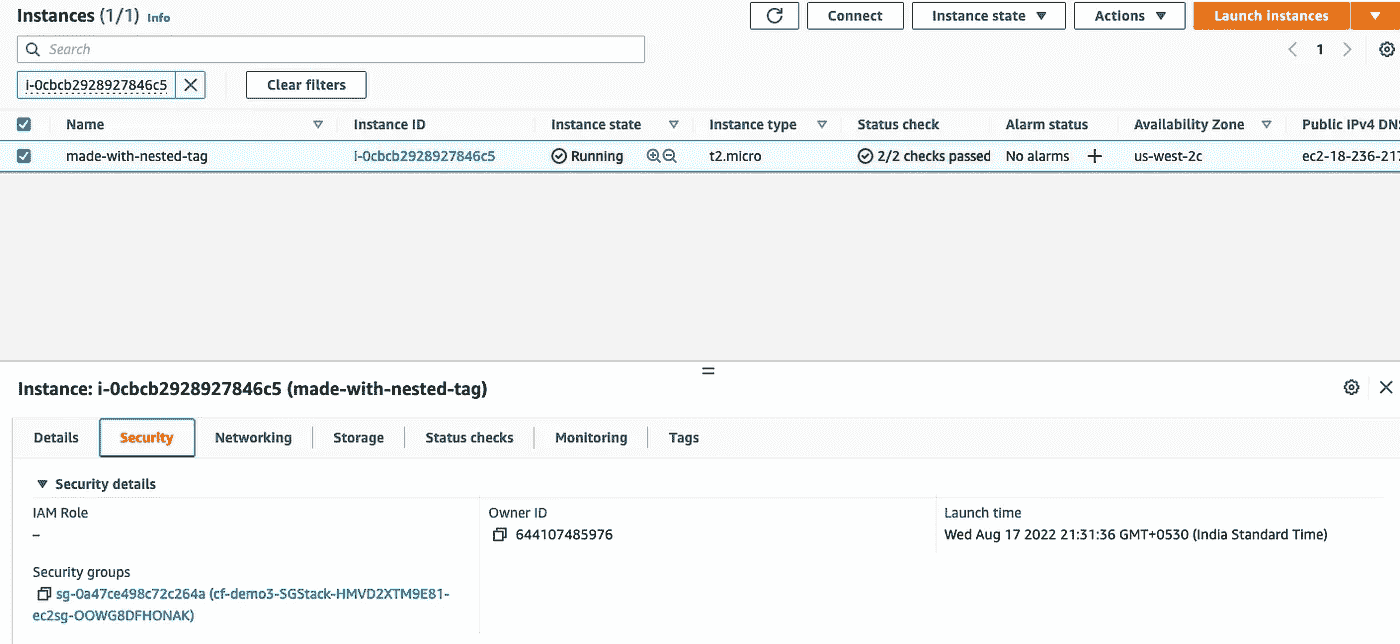 Instances (1/1) Info
Connect
Instance state
Actions
Launch instances
Search
1
i-0cbcb2928927846c5
Clear filters
Name Instance ID Instance state Instance type Status check Alarm status Availability Zone Public IPv4 DNS
made-with-nested-tag i-0cbcb2928927846c5 Running t2.micro 2/2 checks passed No alarms + us-west-2c ec2-18-236-217
Instance: i-0cbcb2928927846c5 (made-with-nested-tag)
Details Security Networking Storage Status checks Monitoring Tags
Security details
IAM Role
–
Owner ID
644107485976
Launch time
Wed Aug 17 2022 21:31:36 GMT+0530 (India Standard Time)
Security groups
sg-0a47ce498c72c264a (cf-demo3-SGStack-HMVD2XTM9E81-
ec2sg-OOWG8DFHONAK)